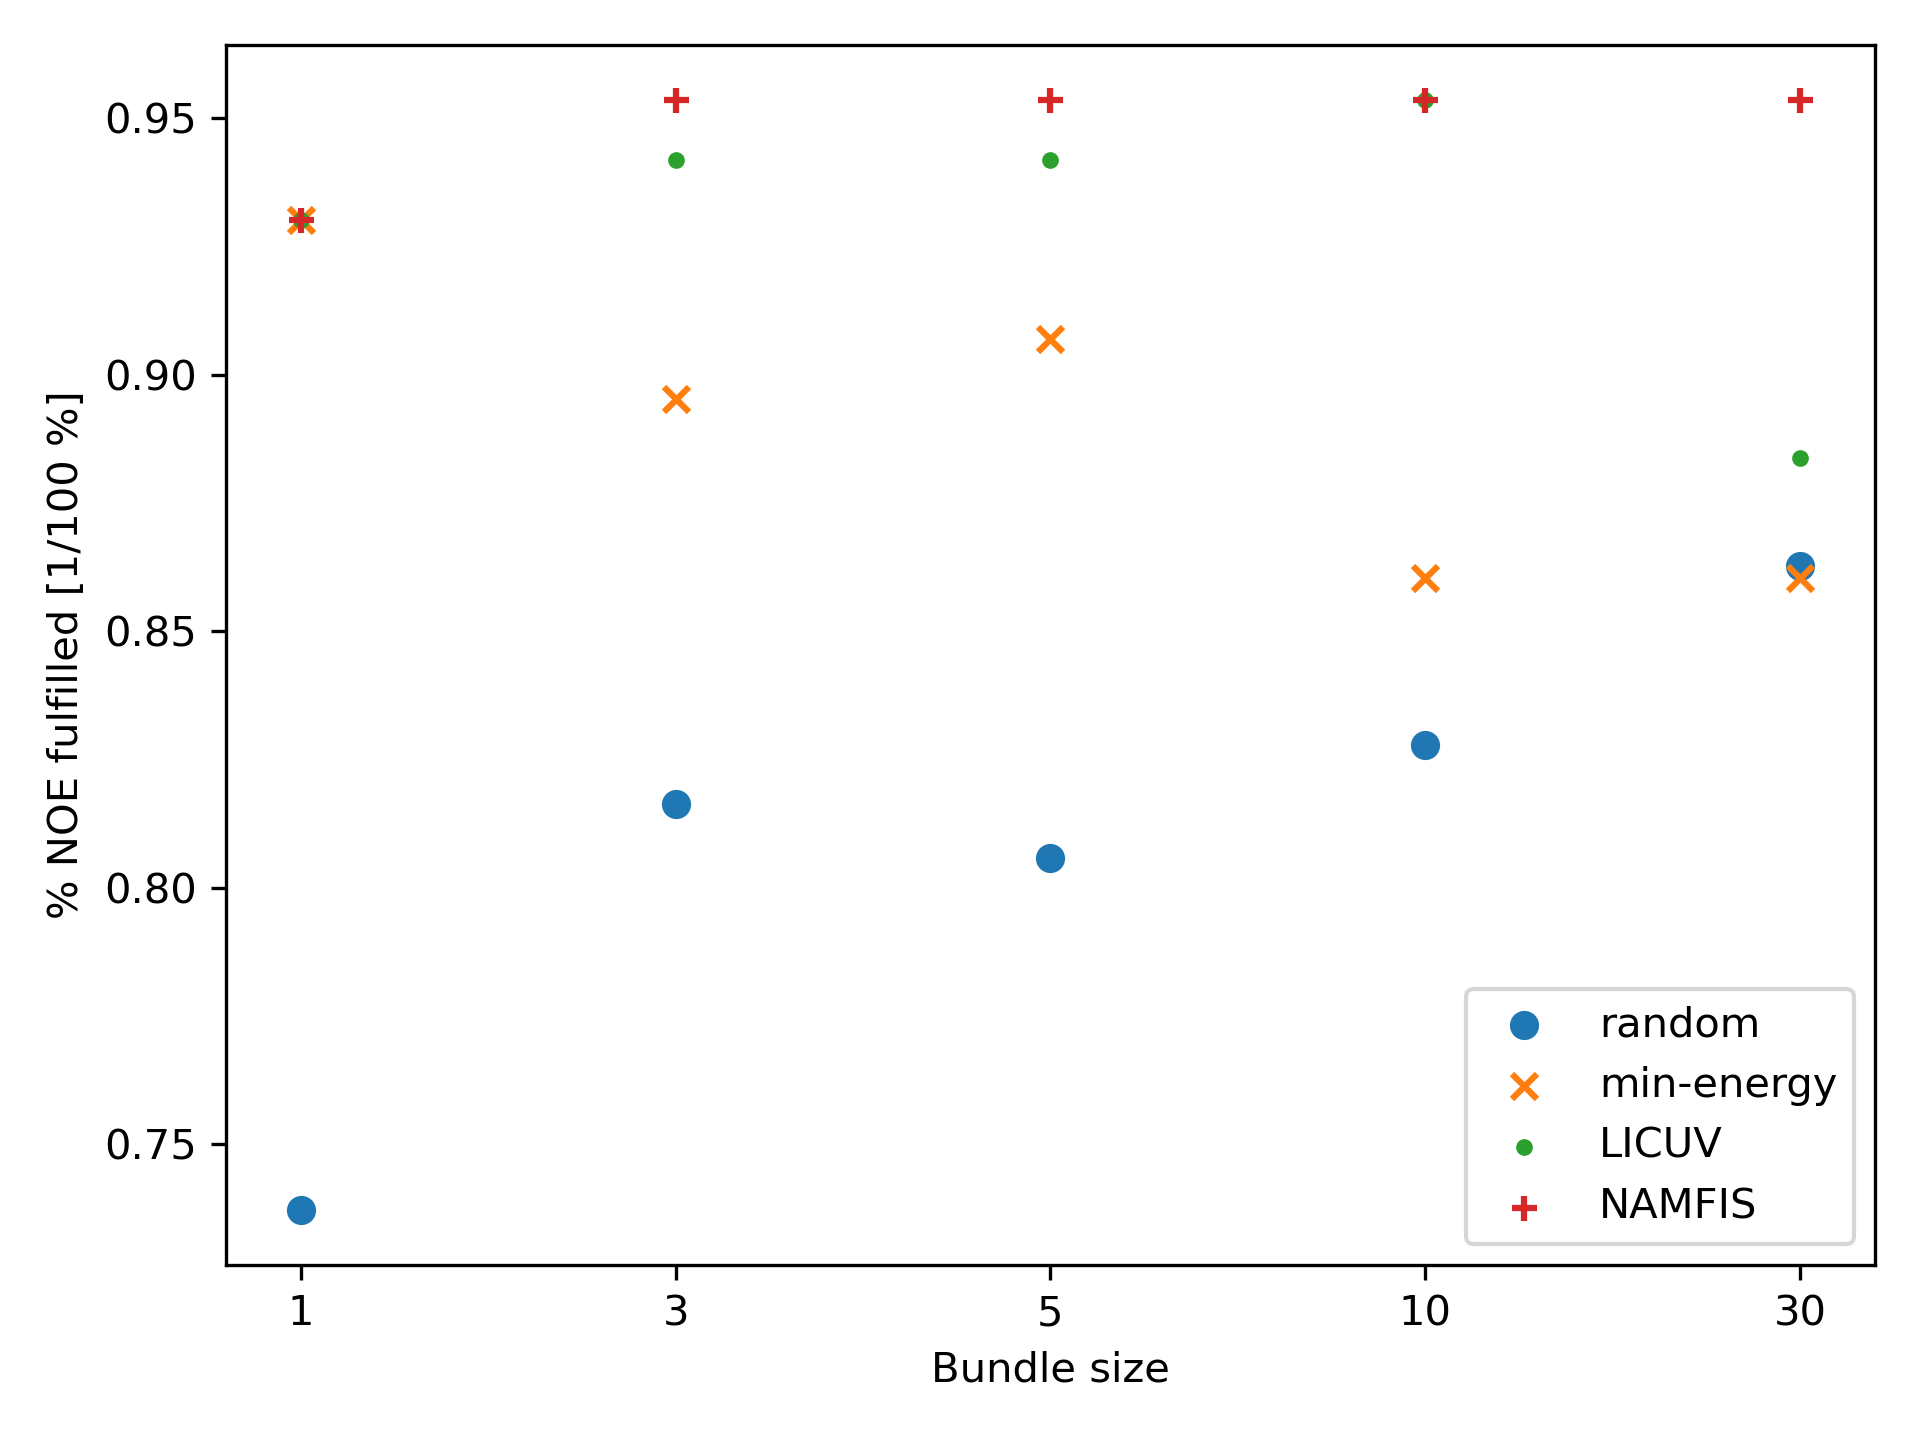 % NOE fulfilled [1/100 %]
0.95
0.90
0.85
0.80
0.75
1 3 5 10 30
Bundle size
random
min-energy
LICUV
NAMFIS